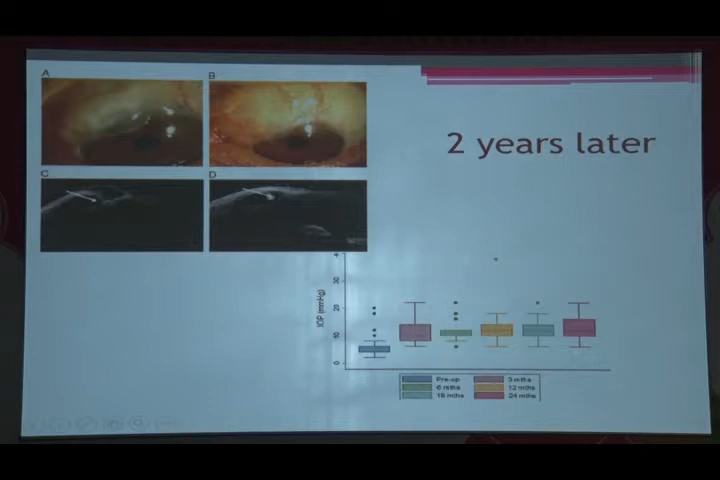 A
B
2 years later
C
D
IOP (mmHg)
0
10
20
30
4
Pre-op
3 mths
6 mths
12 mths
18 mths
24 mths